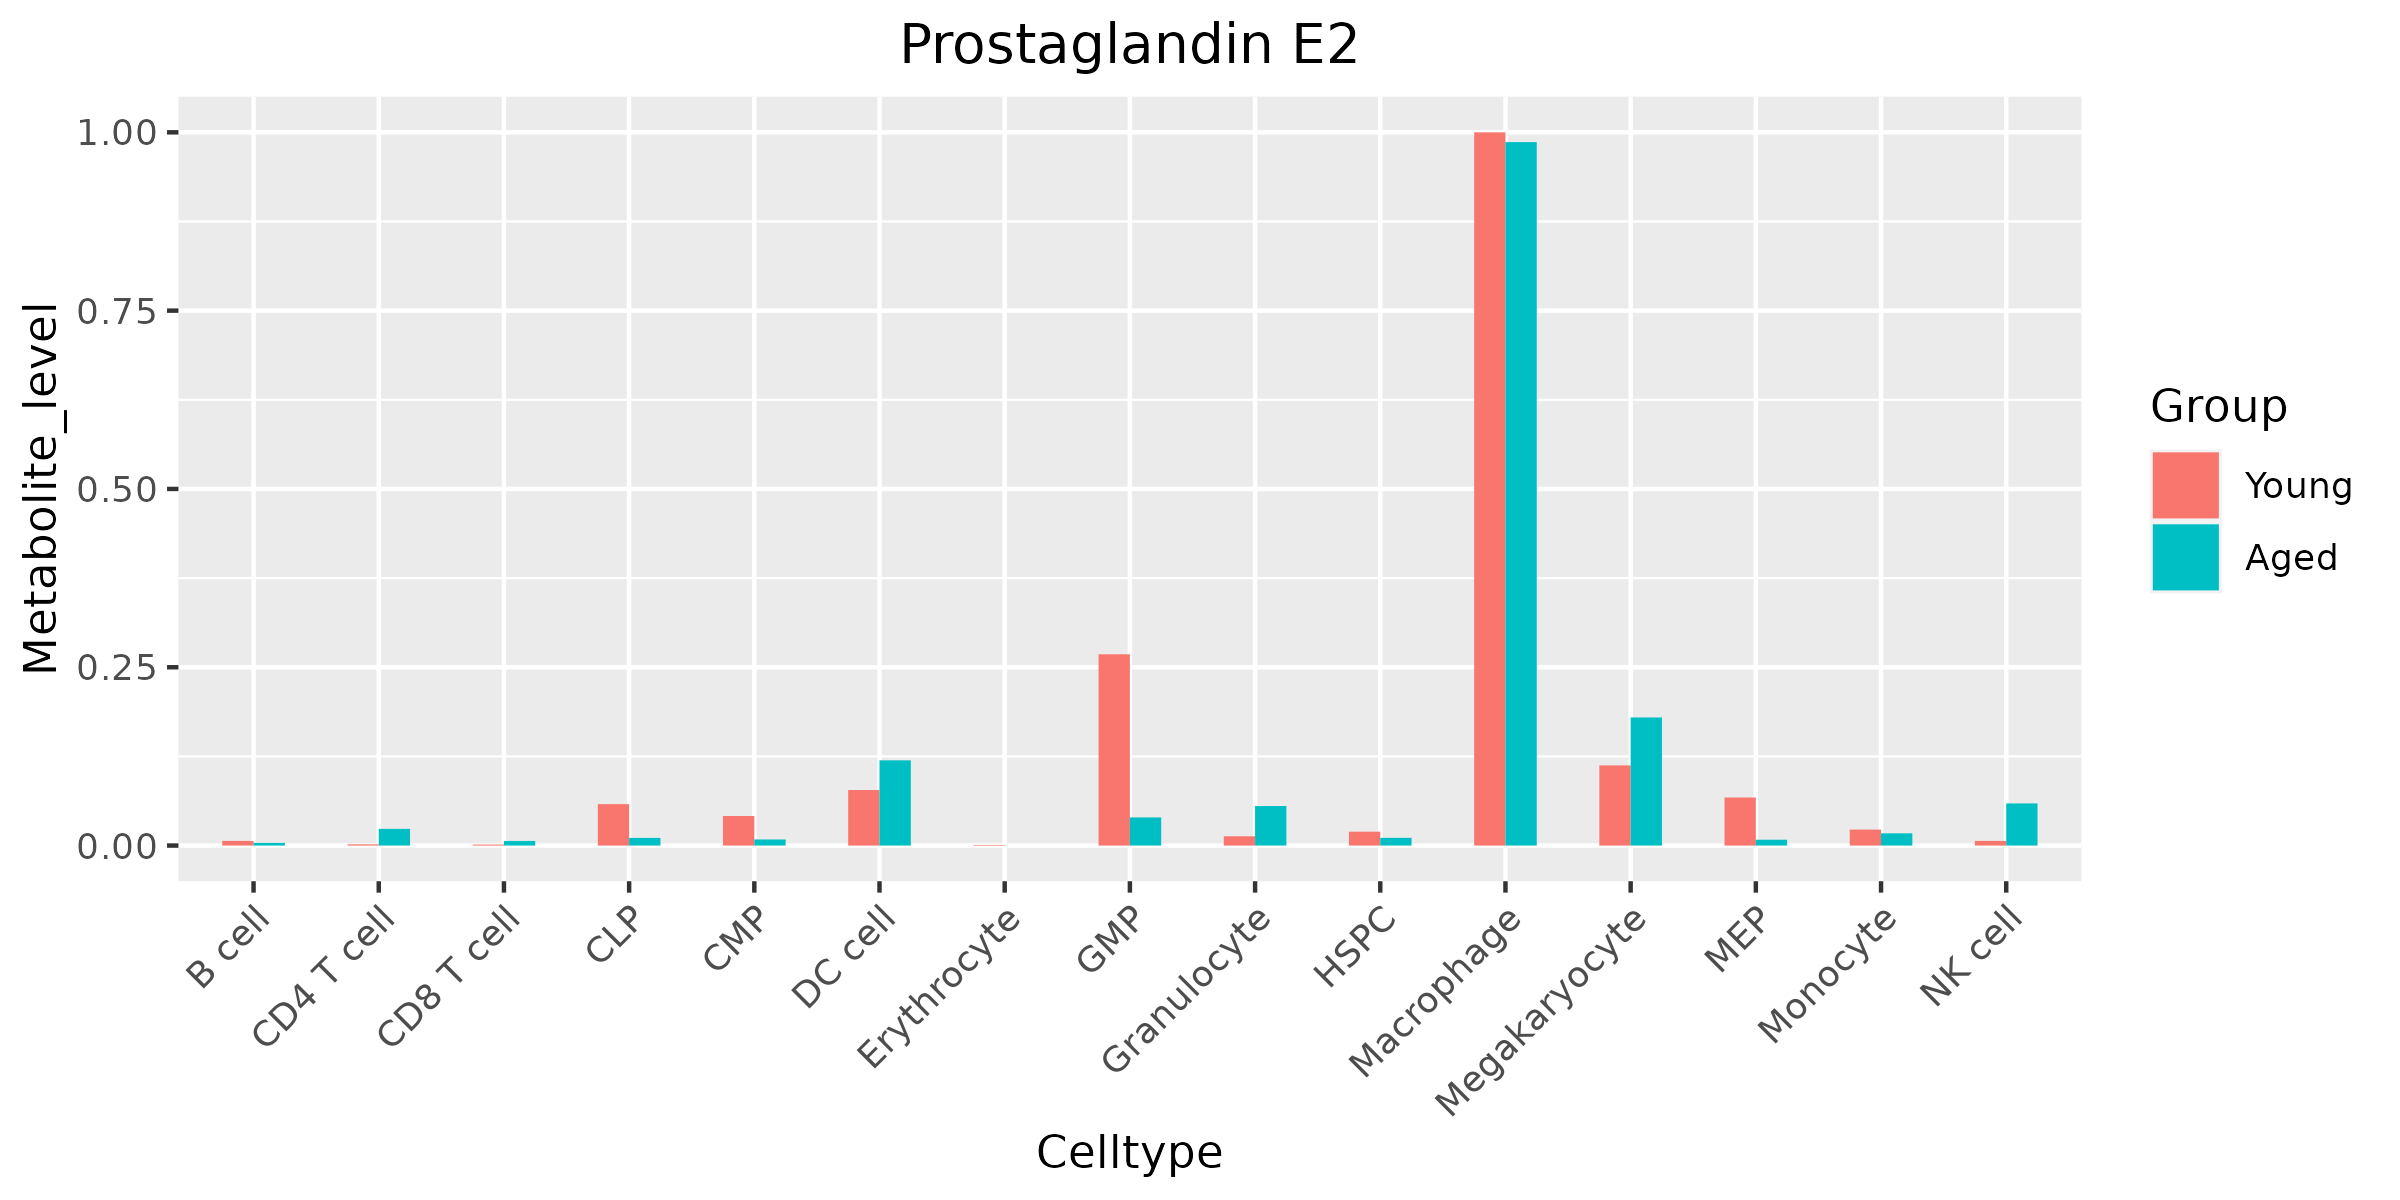 Prostaglandin E2
Metabolite_level
1.00
0.75
0.50
0.25
0.00
B cell
CD4 T cell
CD8 T cell
CLP
CMP
DC cell
Erythrocyte
GMP
Granulocyte
HSPC
Macrophage
Megakaryocyte
MEP
Monocyte
NK cell
Celltype
Group
Young
Aged